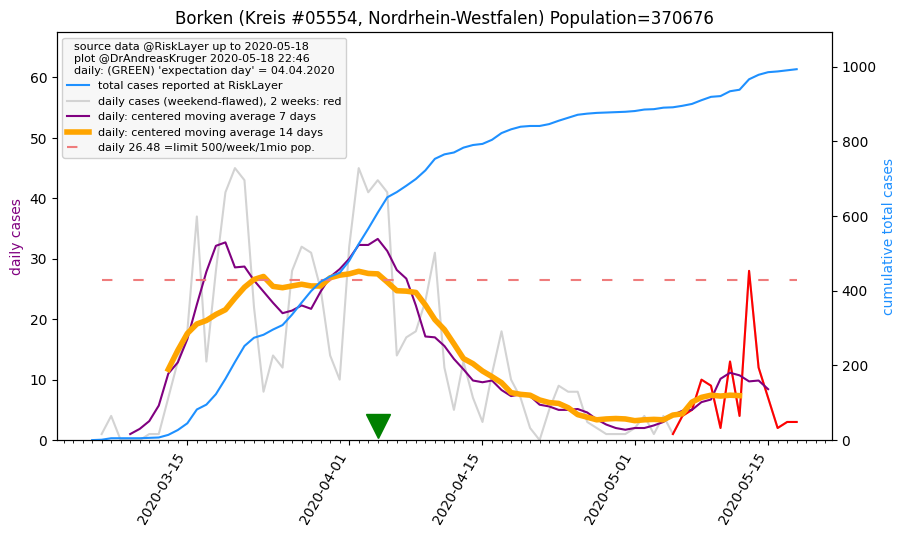 Borken (Kreis #05554, Nordrhein-Westfalen) Population=370676
source data @RiskLayer up to 2020-05-18
plot @DrAndreasKruger 2020-05-18 22:46
daily: (GREEN) 'expectation day' = 04.04.2020
total cases reported at RiskLayer
daily cases (weekend-flawed), 2 weeks: red
daily: centered moving average 7 days
daily: centered moving average 14 days
daily 26.48 =limit 500/week/1mio pop.
daily cases
60
50
40
30
20
10
0
cumulative total cases
1000
800
600
400
200
0
2020-03-15
2020-04-01
2020-04-15
2020-05-01
2020-05-15